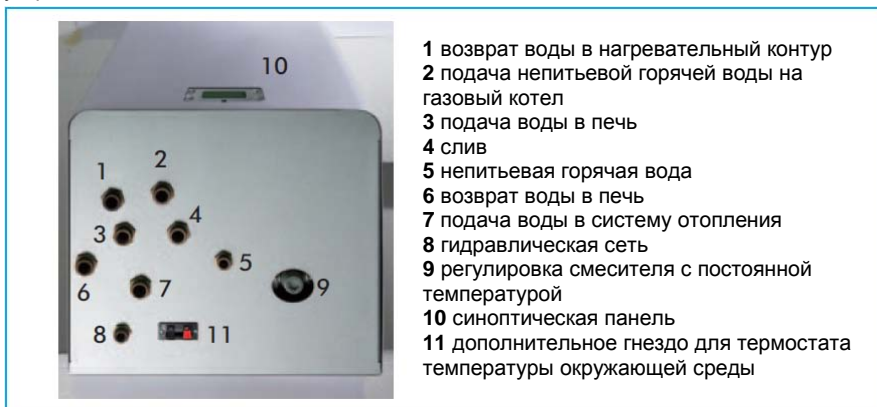 10
1
2
3
4
5
6
7
8
9
11
1 возврат воды в нагревательный контур
2 подача непитьевой горячей воды на
газовый котел
3 подача воды в печь
4 слив
5 непитьевая горячая вода
6 возврат воды в печь
7 подача воды в систему отопления
8 гидравлическая сеть
9 регулировка смесителя с постоянной
температурой
10 синоптическая панель
11 дополнительное гнездо для термостата
температуры окружающей среды